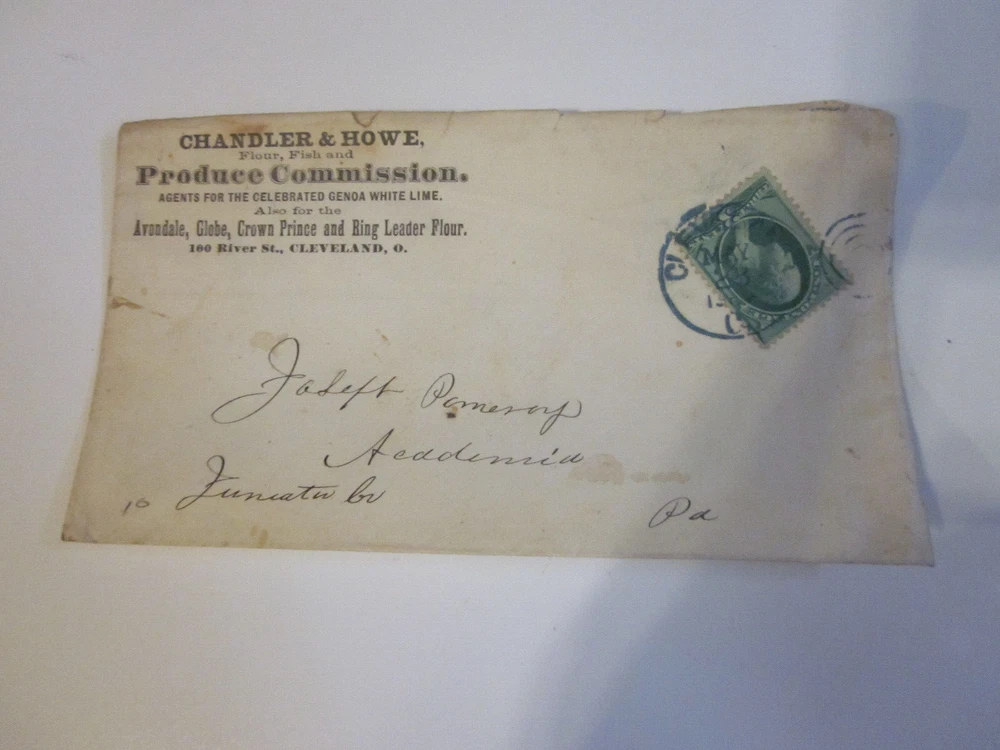 CHANDLER & HOWE,
Flour, Fish and
Produce Commission.
AGENTS FOR THE CELEBRATED GENOA WHITE LIME.
Also for the
Avondale, Globe, Crown Prince and Ring Leader Flour.
100 River St., CLEVELAND, O.
Joseph Pomeroy
Academia
Juniata Co
Pa
10